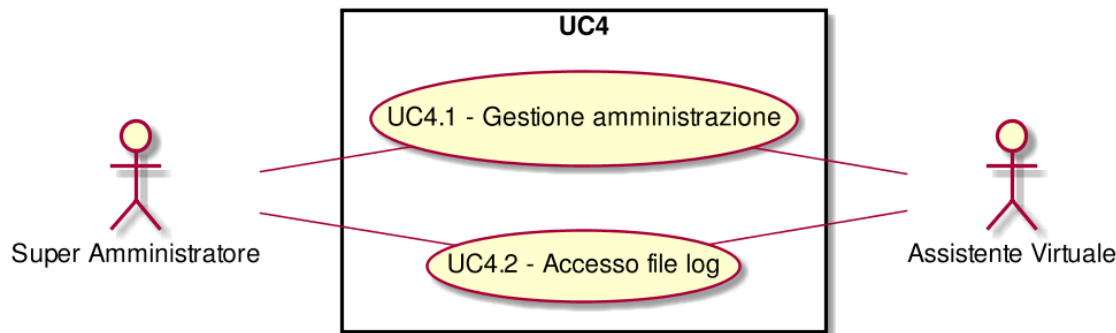 UC4
UC4.1 - Gestione amministrazione
Super Amministratore
Assistente Virtuale
UC4.2 - Accesso file log